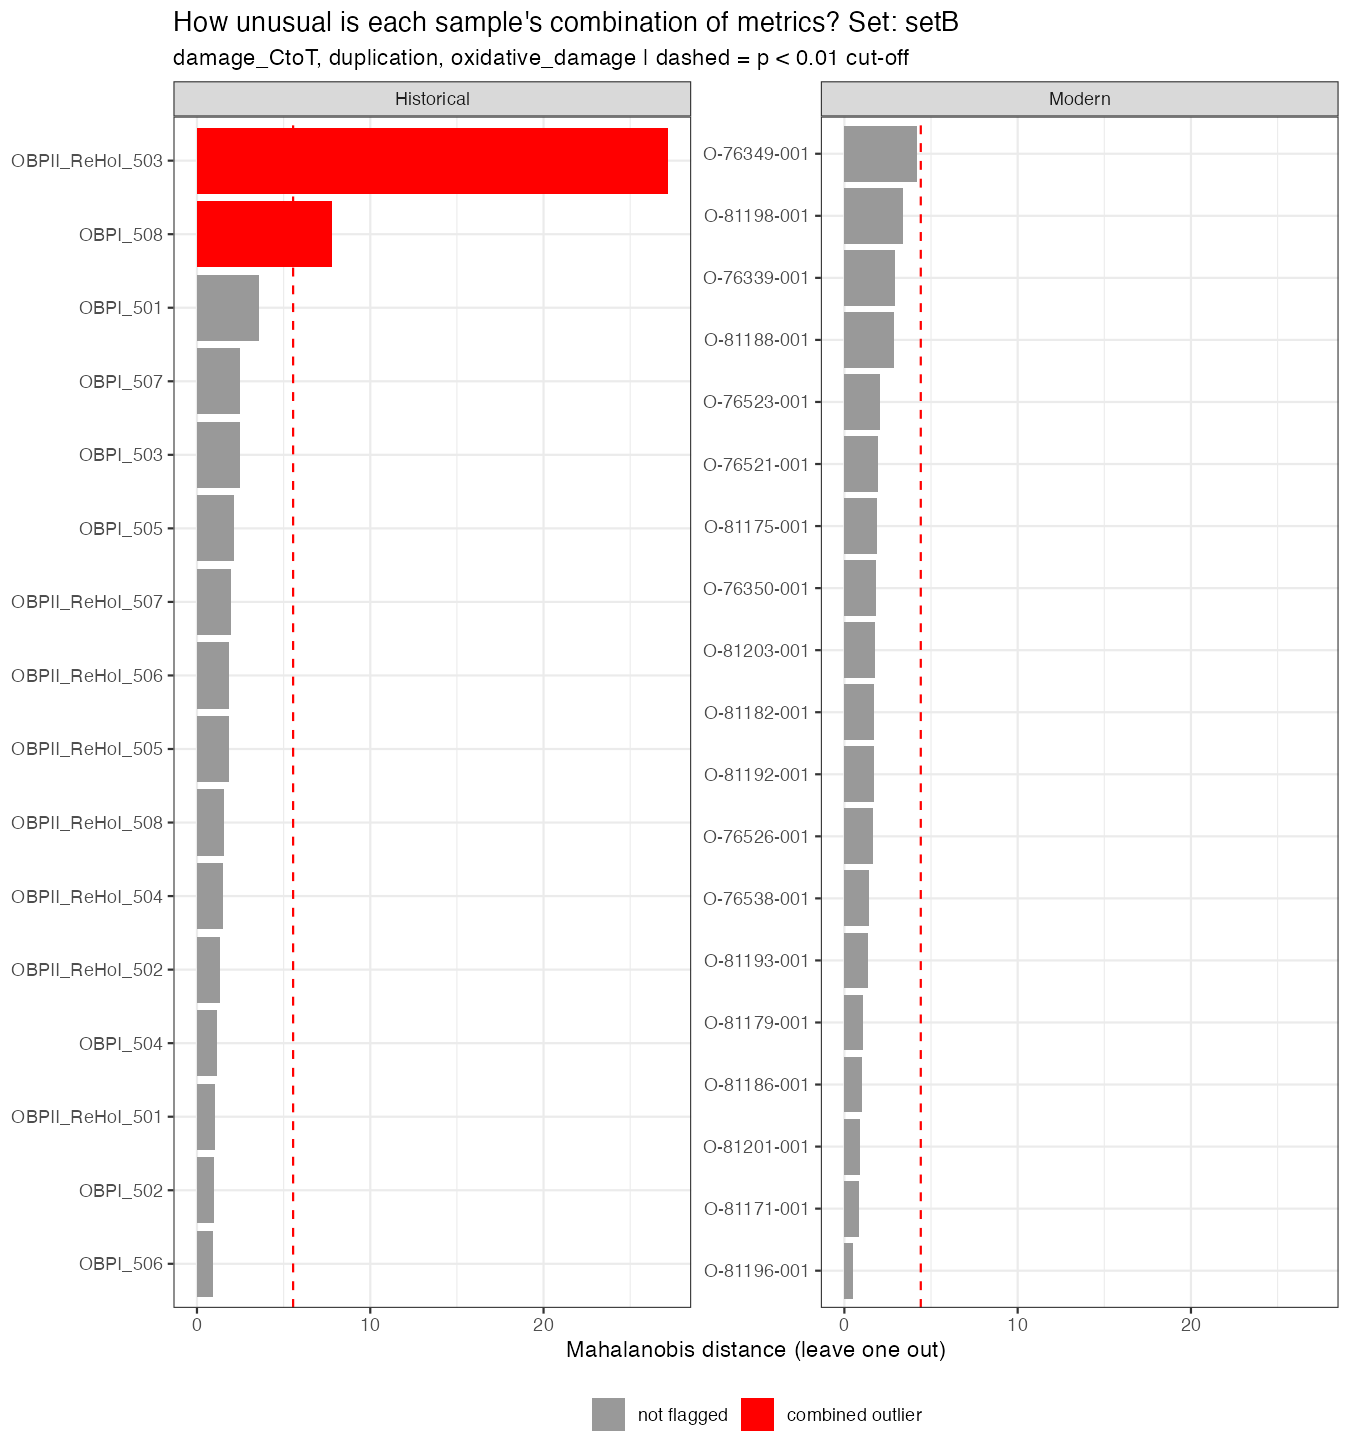 How unusual is each sample's combination of metrics? Set: setB
damage_CtoT, duplication, oxidative_damage | dashed = p < 0.01 cut-off
Historical
OBPII_ReHol_503
OBPI_508
OBPI_501
OBPI_507
OBPI_503
OBPI_505
OBPII_ReHol_507
OBPII_ReHol_506
OBPII_ReHol_505
OBPII_ReHol_508
OBPII_ReHol_504
OBPII_ReHol_502
OBPI_504
OBPII_ReHol_501
OBPI_502
OBPI_506
0 10 20
Modern
O-76349-001
O-81198-001
O-76339-001
O-81188-001
O-76523-001
O-76521-001
O-81175-001
O-76350-001
O-81203-001
O-81182-001
O-81192-001
O-76526-001
O-76538-001
O-81193-001
O-81179-001
O-81186-001
O-81201-001
O-81171-001
O-81196-001
0 10 20
Mahalanobis distance (leave one out)
not flagged
combined outlier